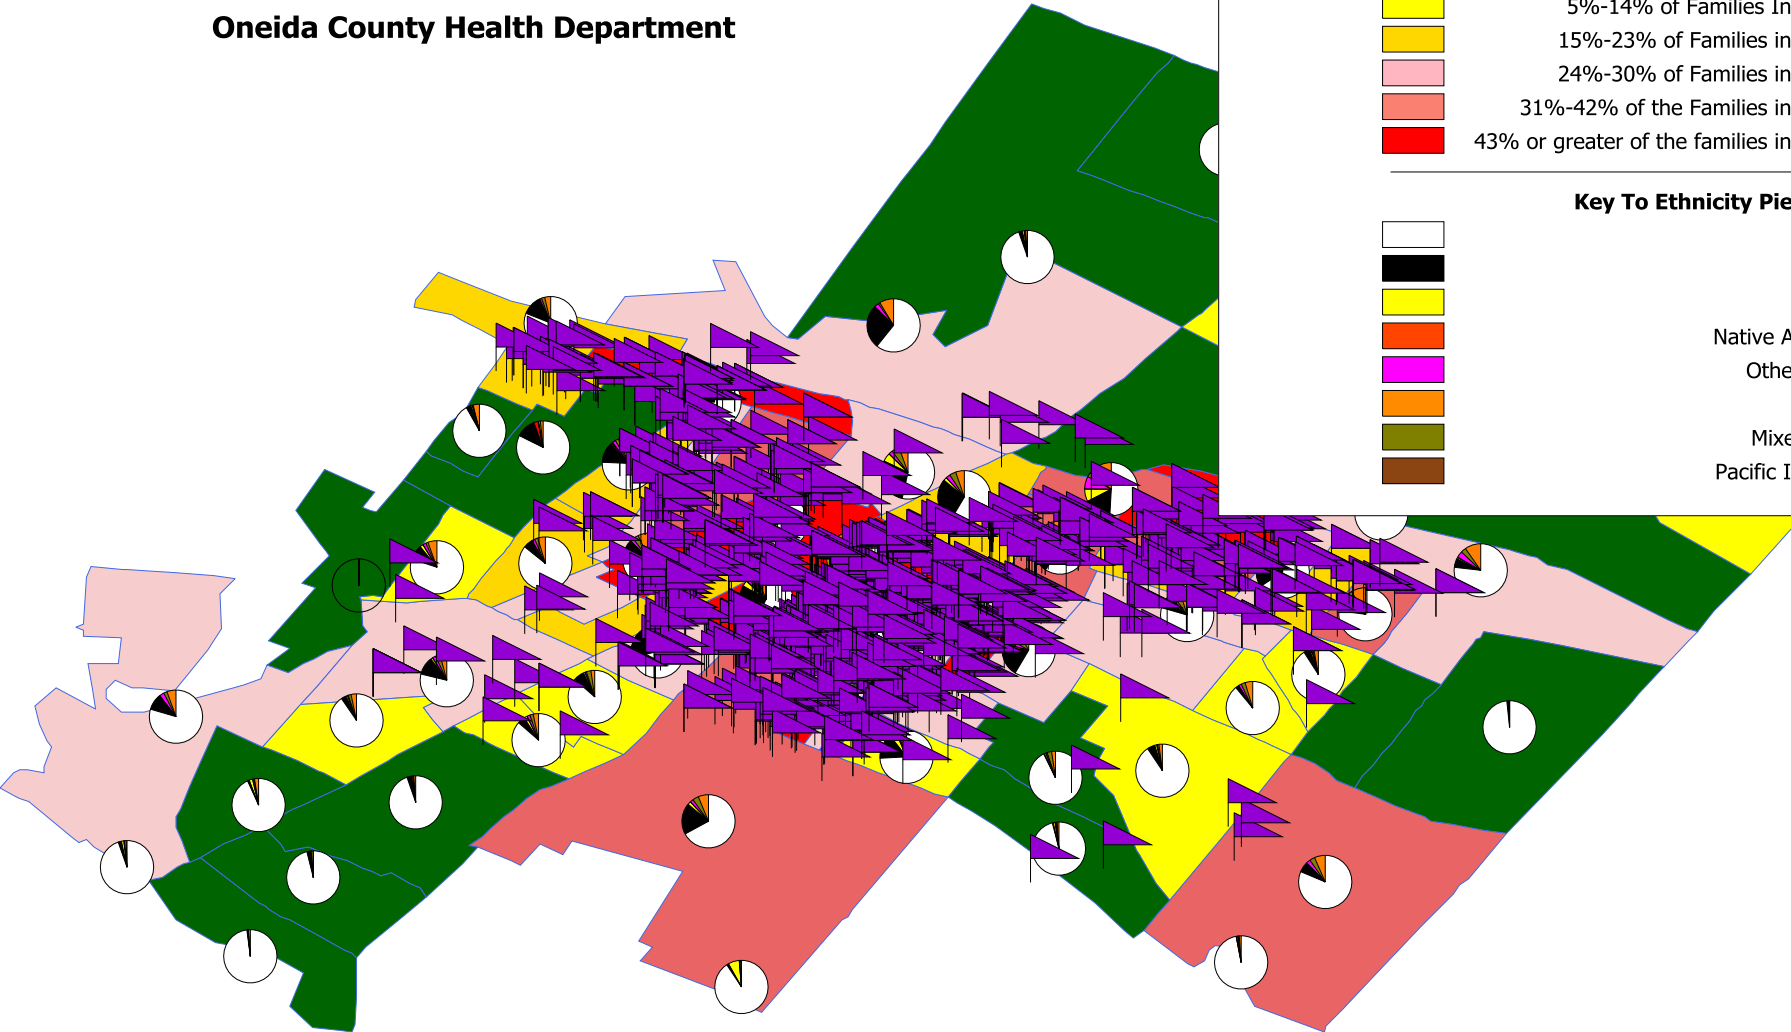 Oneida County Health Department
5%-14% of Families In
15%-23% of Families in
24%-30% of Families in
31%-42% of the Families in
43% or greater of the families in
Key To Ethnicity Pie
Native A
Othe
Mixe
Pacific I